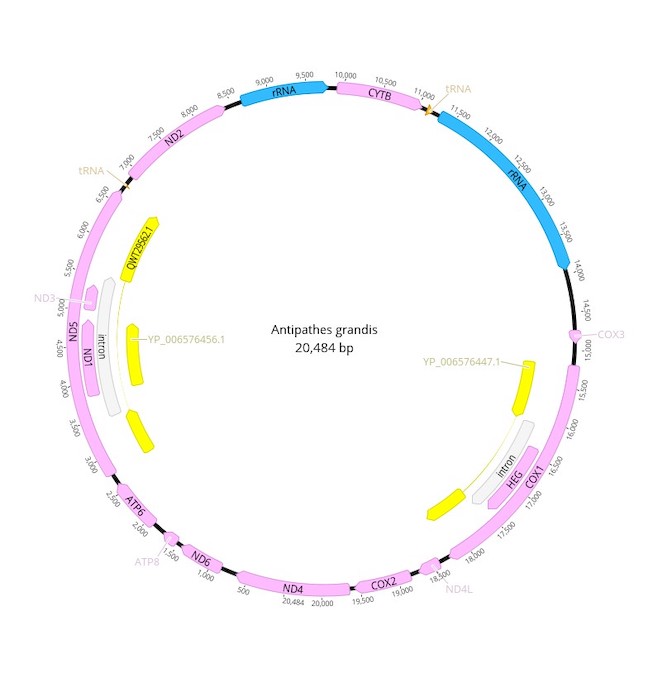 Antipathes grandis
20,484 bp
rRNA
CYTB
tRNA
rRNA
COX3
COX1
HEG
intron
YP_006576447.1
ND4L
COX2
ND4
ND6
ATP8
ATP6
ND5
ND1
ND3
intron
YP_006576456.1
QWT29562.1
tRNA
ND2
500
1,000
1,500
2,000
2,500
3,000
3,500
4,000
4,500
5,000
5,500
6,000
6,500
7,000
7,500
8,000
8,500
9,000
9,500
10,000
10,500
11,000
11,500
12,000
12,500
13,000
13,500
14,000
14,500
15,000
15,500
16,000
16,500
17,000
17,500
18,000
18,500
19,000
19,500
20,000
20,484